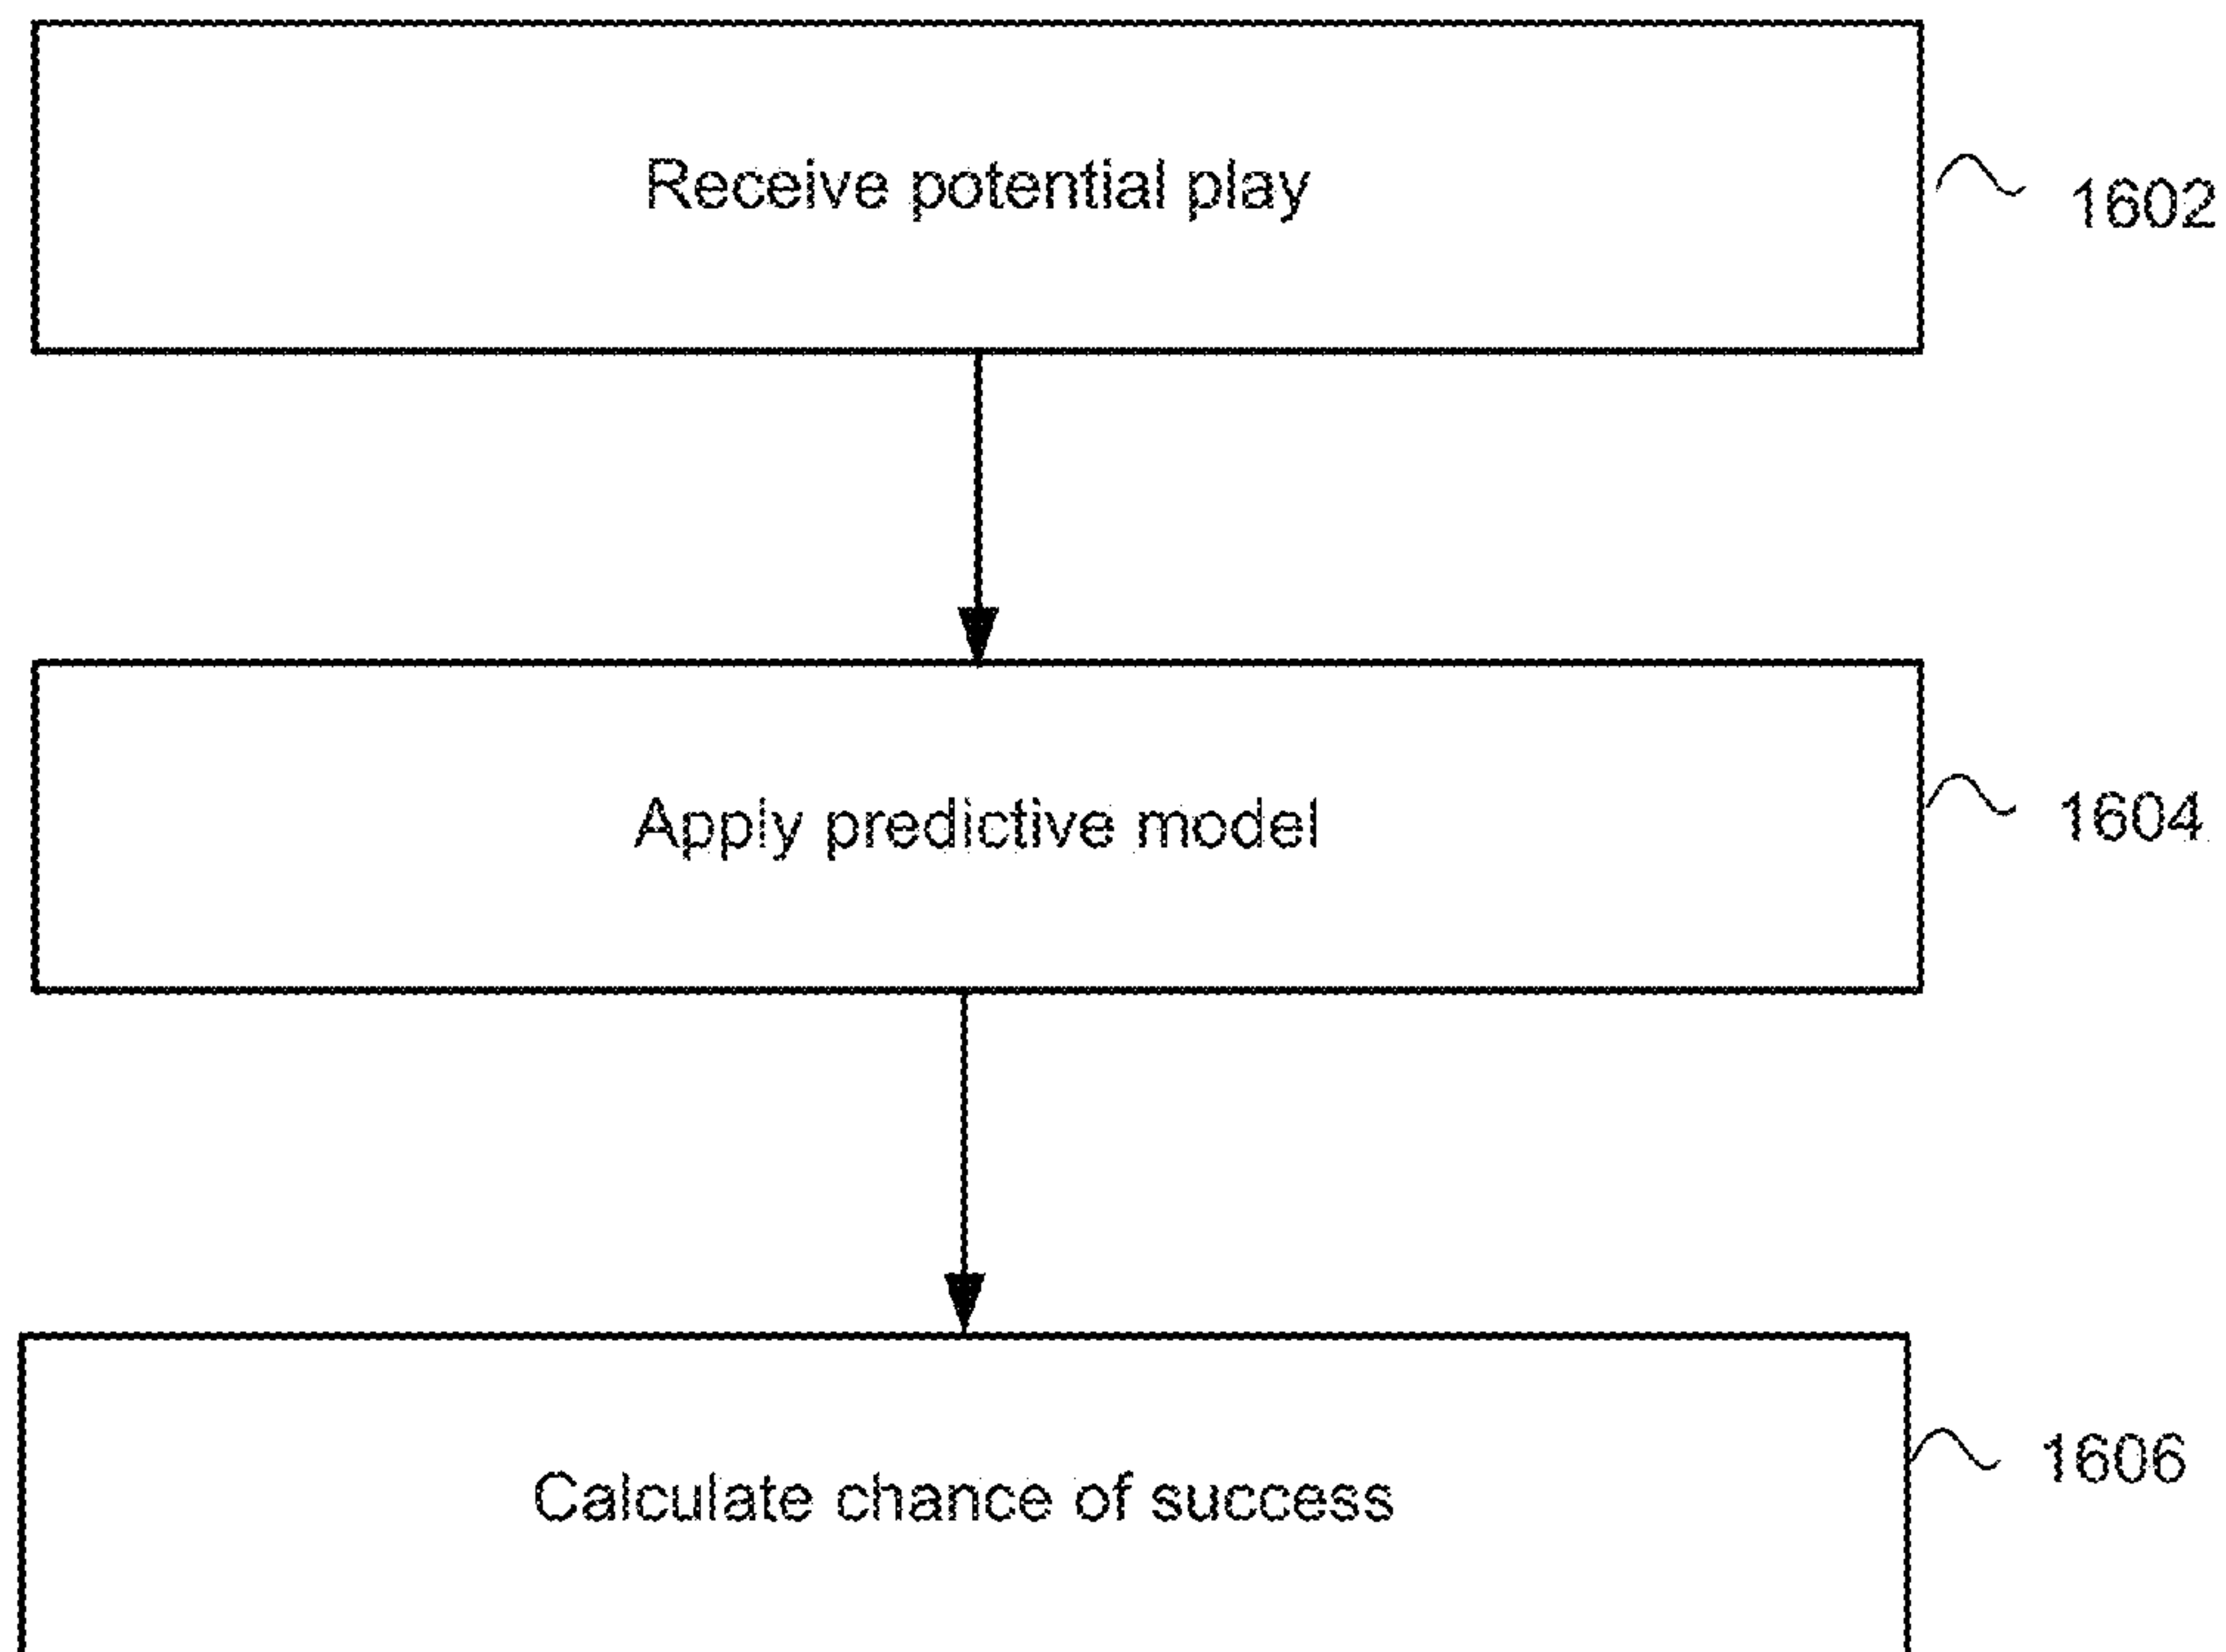 Receive potential play
1602
Apply predictive model
1604
Calculate chance of success
1606